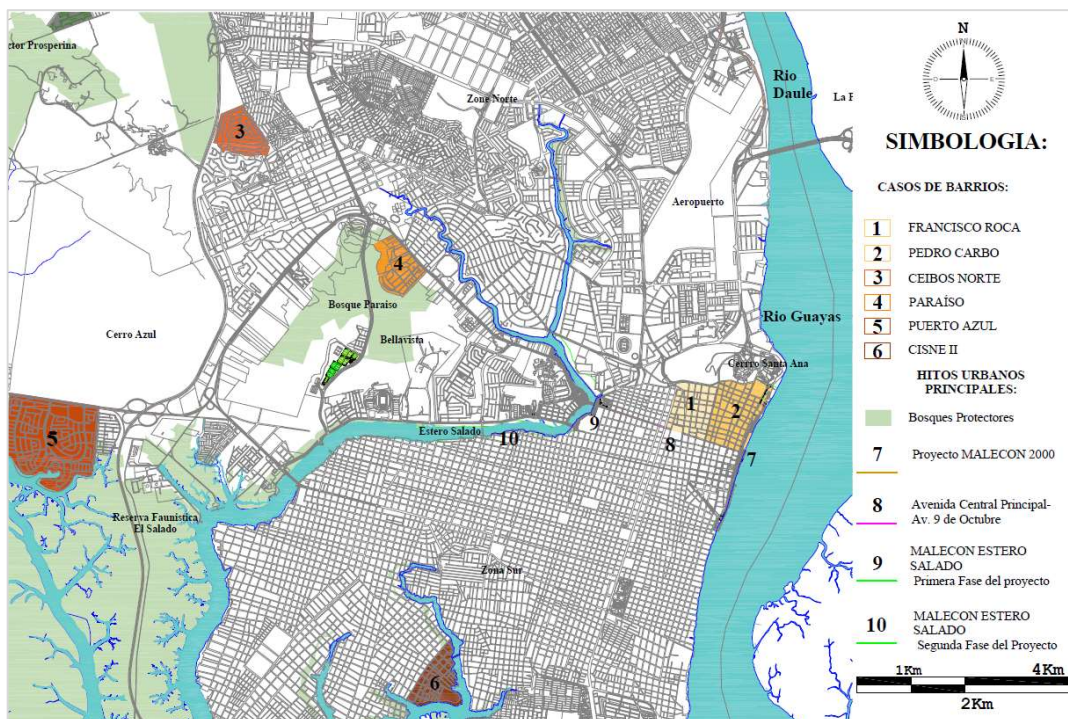 ctor Prosperina
Zone Norte
Rio
Daule
La P
3
Aeropuerto
4
Bosque Paraiso
Bellavista
Cerro Azul
Rio Guayas
Cerrro Santa Ana
1
2
5
Estero Salado
10
9
8
7
Reserva Faunistica
El Salado
Zona Sur
6
N
O
E
SIMBOLOGIA:
CASOS DE BARRIOS:
1 FRANCISCO ROCA
2 PEDRO CARBO
3 CEIBOS NORTE
4 PARAÍSO
5 PUERTO AZUL
6 CISNE II
HITOS URBANOS
PRINCIPALES:
Bosques Protectores
7 Proyecto MALECON 2000
8 Avenida Central Principal-
Av. 9 de Octubre
9 MALECON ESTERO
SALADO
Primera Fase del proyecto
10 MALECON ESTERO
SALADO
Segunda Fase del Proyecto
1Km 4Km
2Km